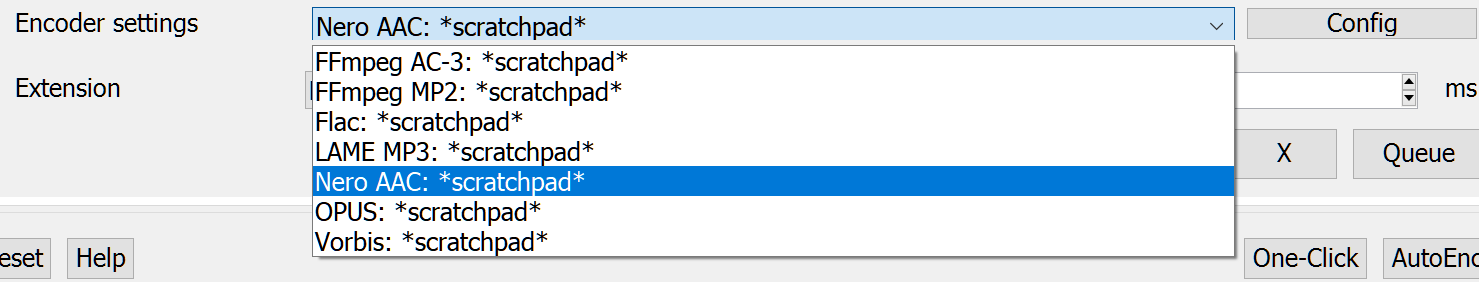 Encoder settings
Nero AAC: *scratchpad*
Config
FFmpeg AC-3: *scratchpad*
FFmpeg MP2: *scratchpad*
Extension
ms
Flac: *scratchpad*
LAME MP3: *scratchpad*
X
Queue
Nero AAC: *scratchpad*
OPUS: *scratchpad*
Vorbis: *scratchpad*
eset
Help
One-Click
AutoEnc